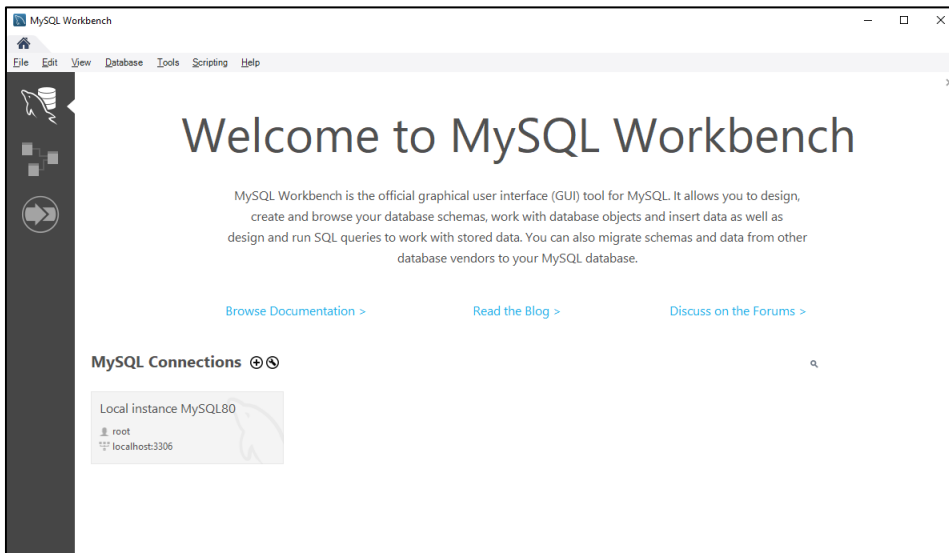 MySQL Workbench
File Edit View Database Tools Scripting Help
Welcome to MySQL Workbench
MySQL Workbench is the official graphical user interface (GUI) tool for MySQL. It allows you to design,
create and browse your database schemas, work with database objects and insert data as well as
design and run SQL queries to work with stored data. You can also migrate schemas and data from other
database vendors to your MySQL database.
Browse Documentation > Read the Blog > Discuss on the Forums >
MySQL Connections
Local instance MySQL80
root
localhost:3306